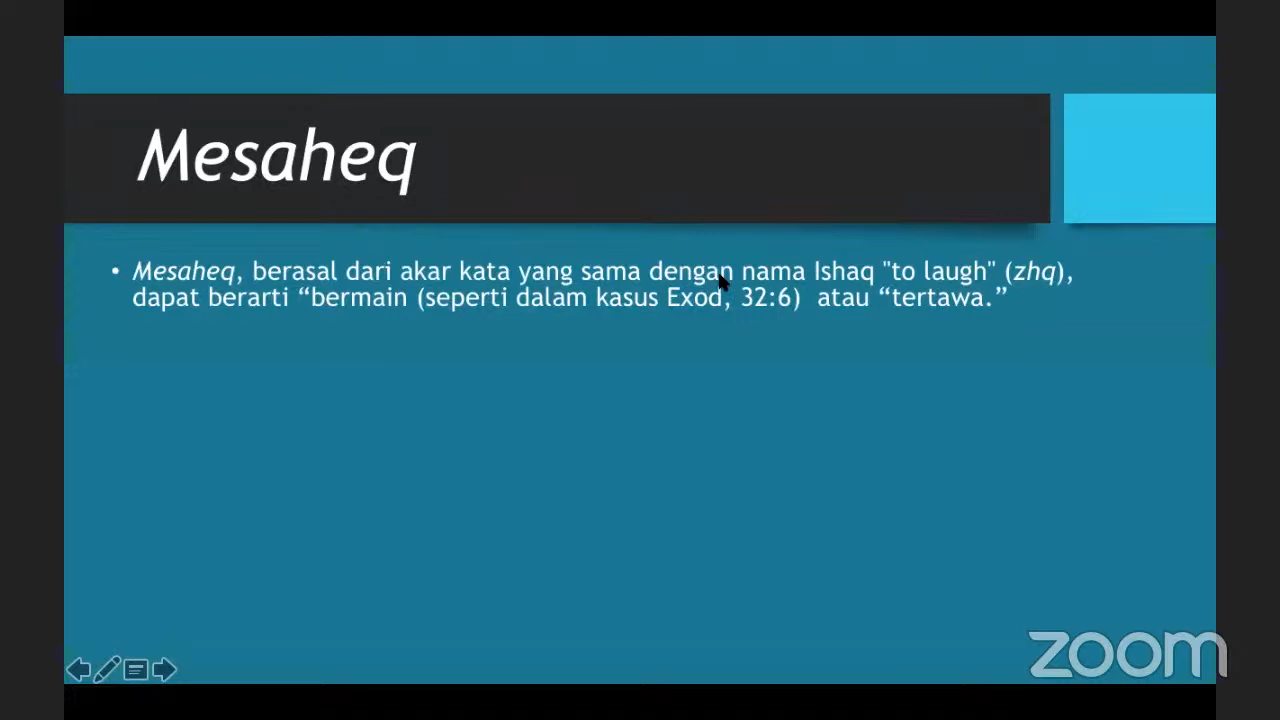 Mesaheq
• Mesaheq, berasal dari akar kata yang sama dengan nama Ishaq "to laugh" (zhq),
dapat berarti “bermain (seperti dalam kasus Exod, 32:6)  atau “tertawa.”
zoom